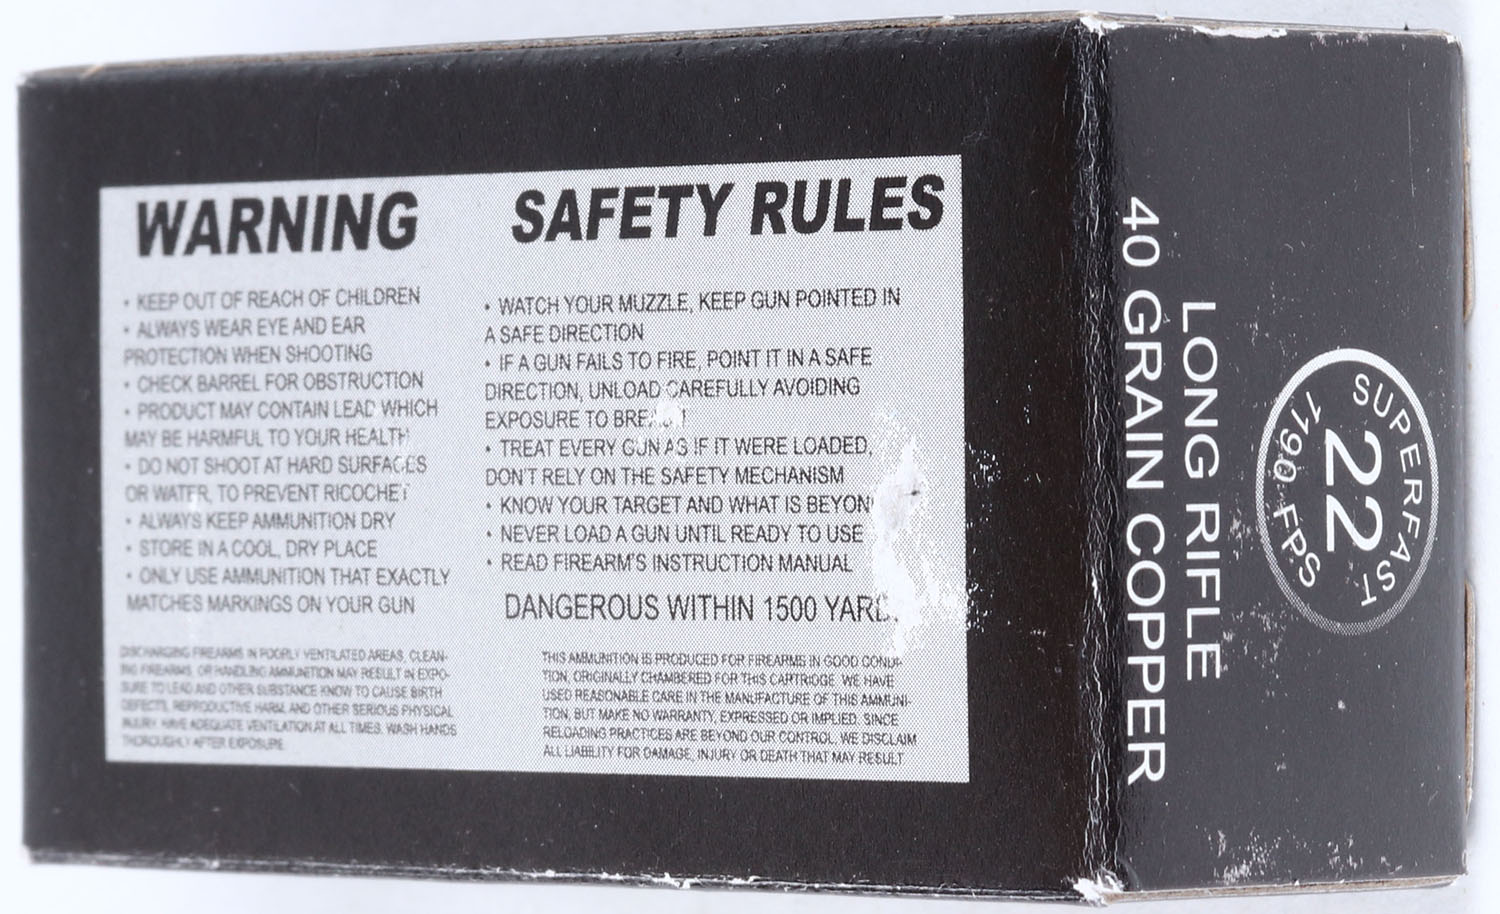 WARNING
• KEEP OUT OF REACH OF CHILDREN
• ALWAYS WEAR EYE AND EAR
PROTECTION WHEN SHOOTING
• CHECK BARREL FOR OBSTRUCTION
• PRODUCT MAY CONTAIN LEAD WHICH
MAY BE HARMFUL TO YOUR HEALTH
• DO NOT SHOOT AT HARD SURFACES
OR WATER, TO PREVENT RICOCHET
• ALWAYS KEEP AMMUNITION DRY
• STORE IN A COOL, DRY PLACE
• ONLY USE AMMUNITION THAT EXACTLY
MATCHES MARKINGS ON YOUR GUN
DISCHARGING FIREARMS IN POORLY VENTILATED AREAS, CLEAN-
ING FIREARMS, OR HANDLING AMMUNITION MAY RESULT IN EXPO-
SURE TO LEAD AND OTHER SUBSTANCE KNOW TO CAUSE BIRTH
DEFECTS, REPRODUCTIVE HARM, AND OTHER SERIOUS PHYSICAL
INJURY. HAVE ADEQUATE VENTILATION AT ALL TIMES. WASH HANDS
THOROUGHLY AFTER EXPOSURE
SAFETY RULES
• WATCH YOUR MUZZLE, KEEP GUN POINTED IN
A SAFE DIRECTION
• IF A GUN FAILS TO FIRE, POINT IT IN A SAFE
DIRECTION, UNLOAD CAREFULLY AVOIDING
EXPOSURE TO
• TREAT EVERY GUN AS IF IT WERE LOADED,
DON'T RELY ON THE SAFETY MECHANISM
• KNOW YOUR TARGET AND WHAT IS BEYON
• NEVER LOAD A GUN UNTIL READY TO USE
• READ FIREARM'S INSTRUCTION MANUAL
DANGEROUS WITHIN 1500 YARD
THIS AMMUNITION IS PRODUCED FOR FIREARMS IN GOOD CONDI-
TION, ORIGINALLY CHAMBERED FOR THIS CARTRIDGE. WE HAVE
USED REASONABLE CARE IN THE MANUFACTURE OF THIS AMMUNI-
TION, BUT MAKE NO WARRANTY, EXPRESSED OR IMPLIED. SINCE
RELOADING PRACTICES ARE BEYOND OUR CONTROL, WE DISCLAIM
ALL LIABILITY FOR DAMAGE, INJURY OR DEATH THAT MAY RESULT
SUPERFAST
22
1190 FPS
LONG RIFLE
40 GRAIN COPPER